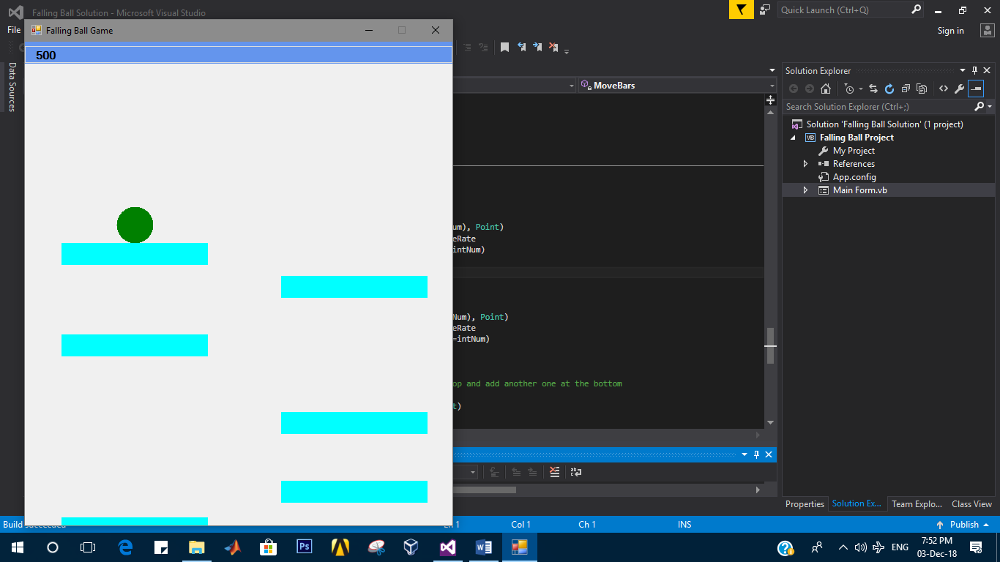 Falling Ball Solution - Microsoft Visual Studio
Quick Launch (Ctrl+Q)
File
Falling Ball Game
Sign in
500
Data Sources
MoveBars
Solution Explorer
Search Solution Explorer (Ctrl+;)
Solution 'Falling Ball Solution' (1 project)
VB Falling Ball Project
My Project
References
App.config
Main Form.vb
um), Point)
eRate
intNum)
Num), Point)
eRate
=intNum)
op and add another one at the bottom
t)
Properties
Solution Ex...
Team Explo...
Class View
Build succeeded
Ln 1
Col 1
Ch 1
INS
Publish
Ps
ENG
7:52 PM
03-Dec-18